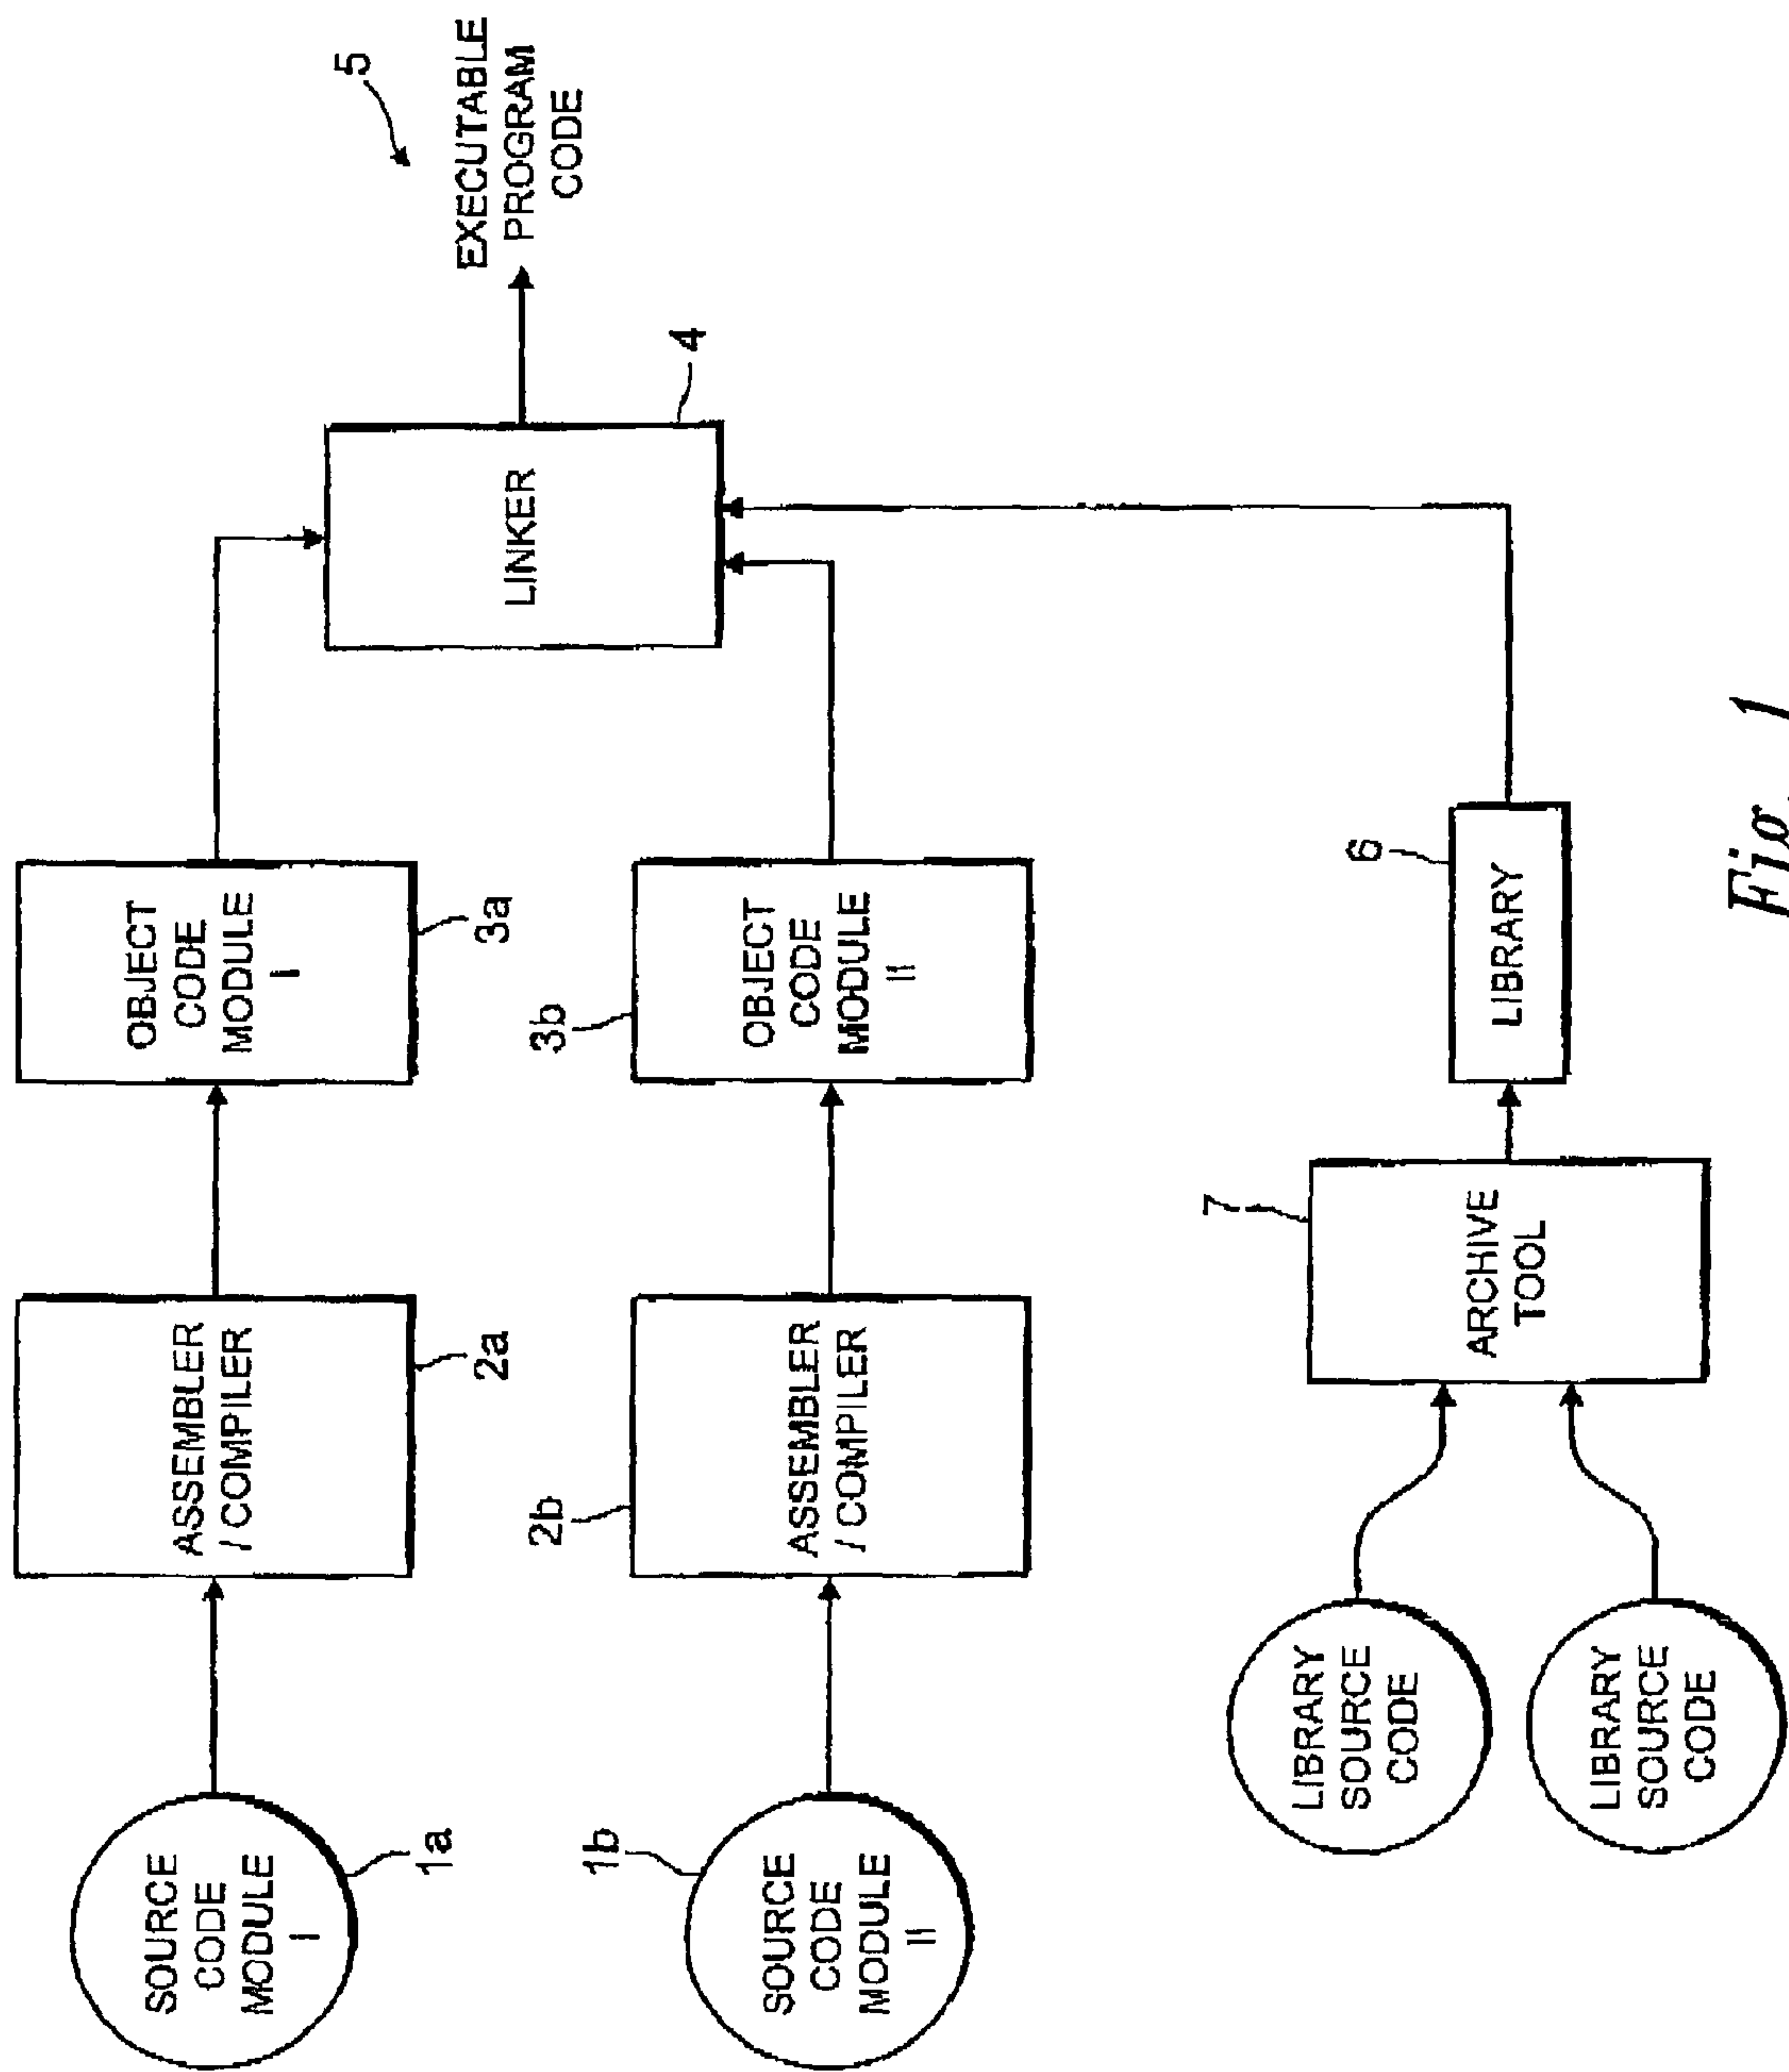 SOURCE
CODE
MODULE
I
1a
ASSEMBLER
/ COMPILER
2a
OBJECT
CODE
MODULE
I
3a
SOURCE
CODE
MODULE
II
1b
ASSEMBLER
/ COMPILER
2b
OBJECT
CODE
MODULE
II
3b
LINKER
4
EXECUTABLE
PROGRAM
CODE
5
LIBRARY
SOURCE
CODE
LIBRARY
SOURCE
CODE
ARCHIVE
TOOL
7
LIBRARY
6
Fig. 1